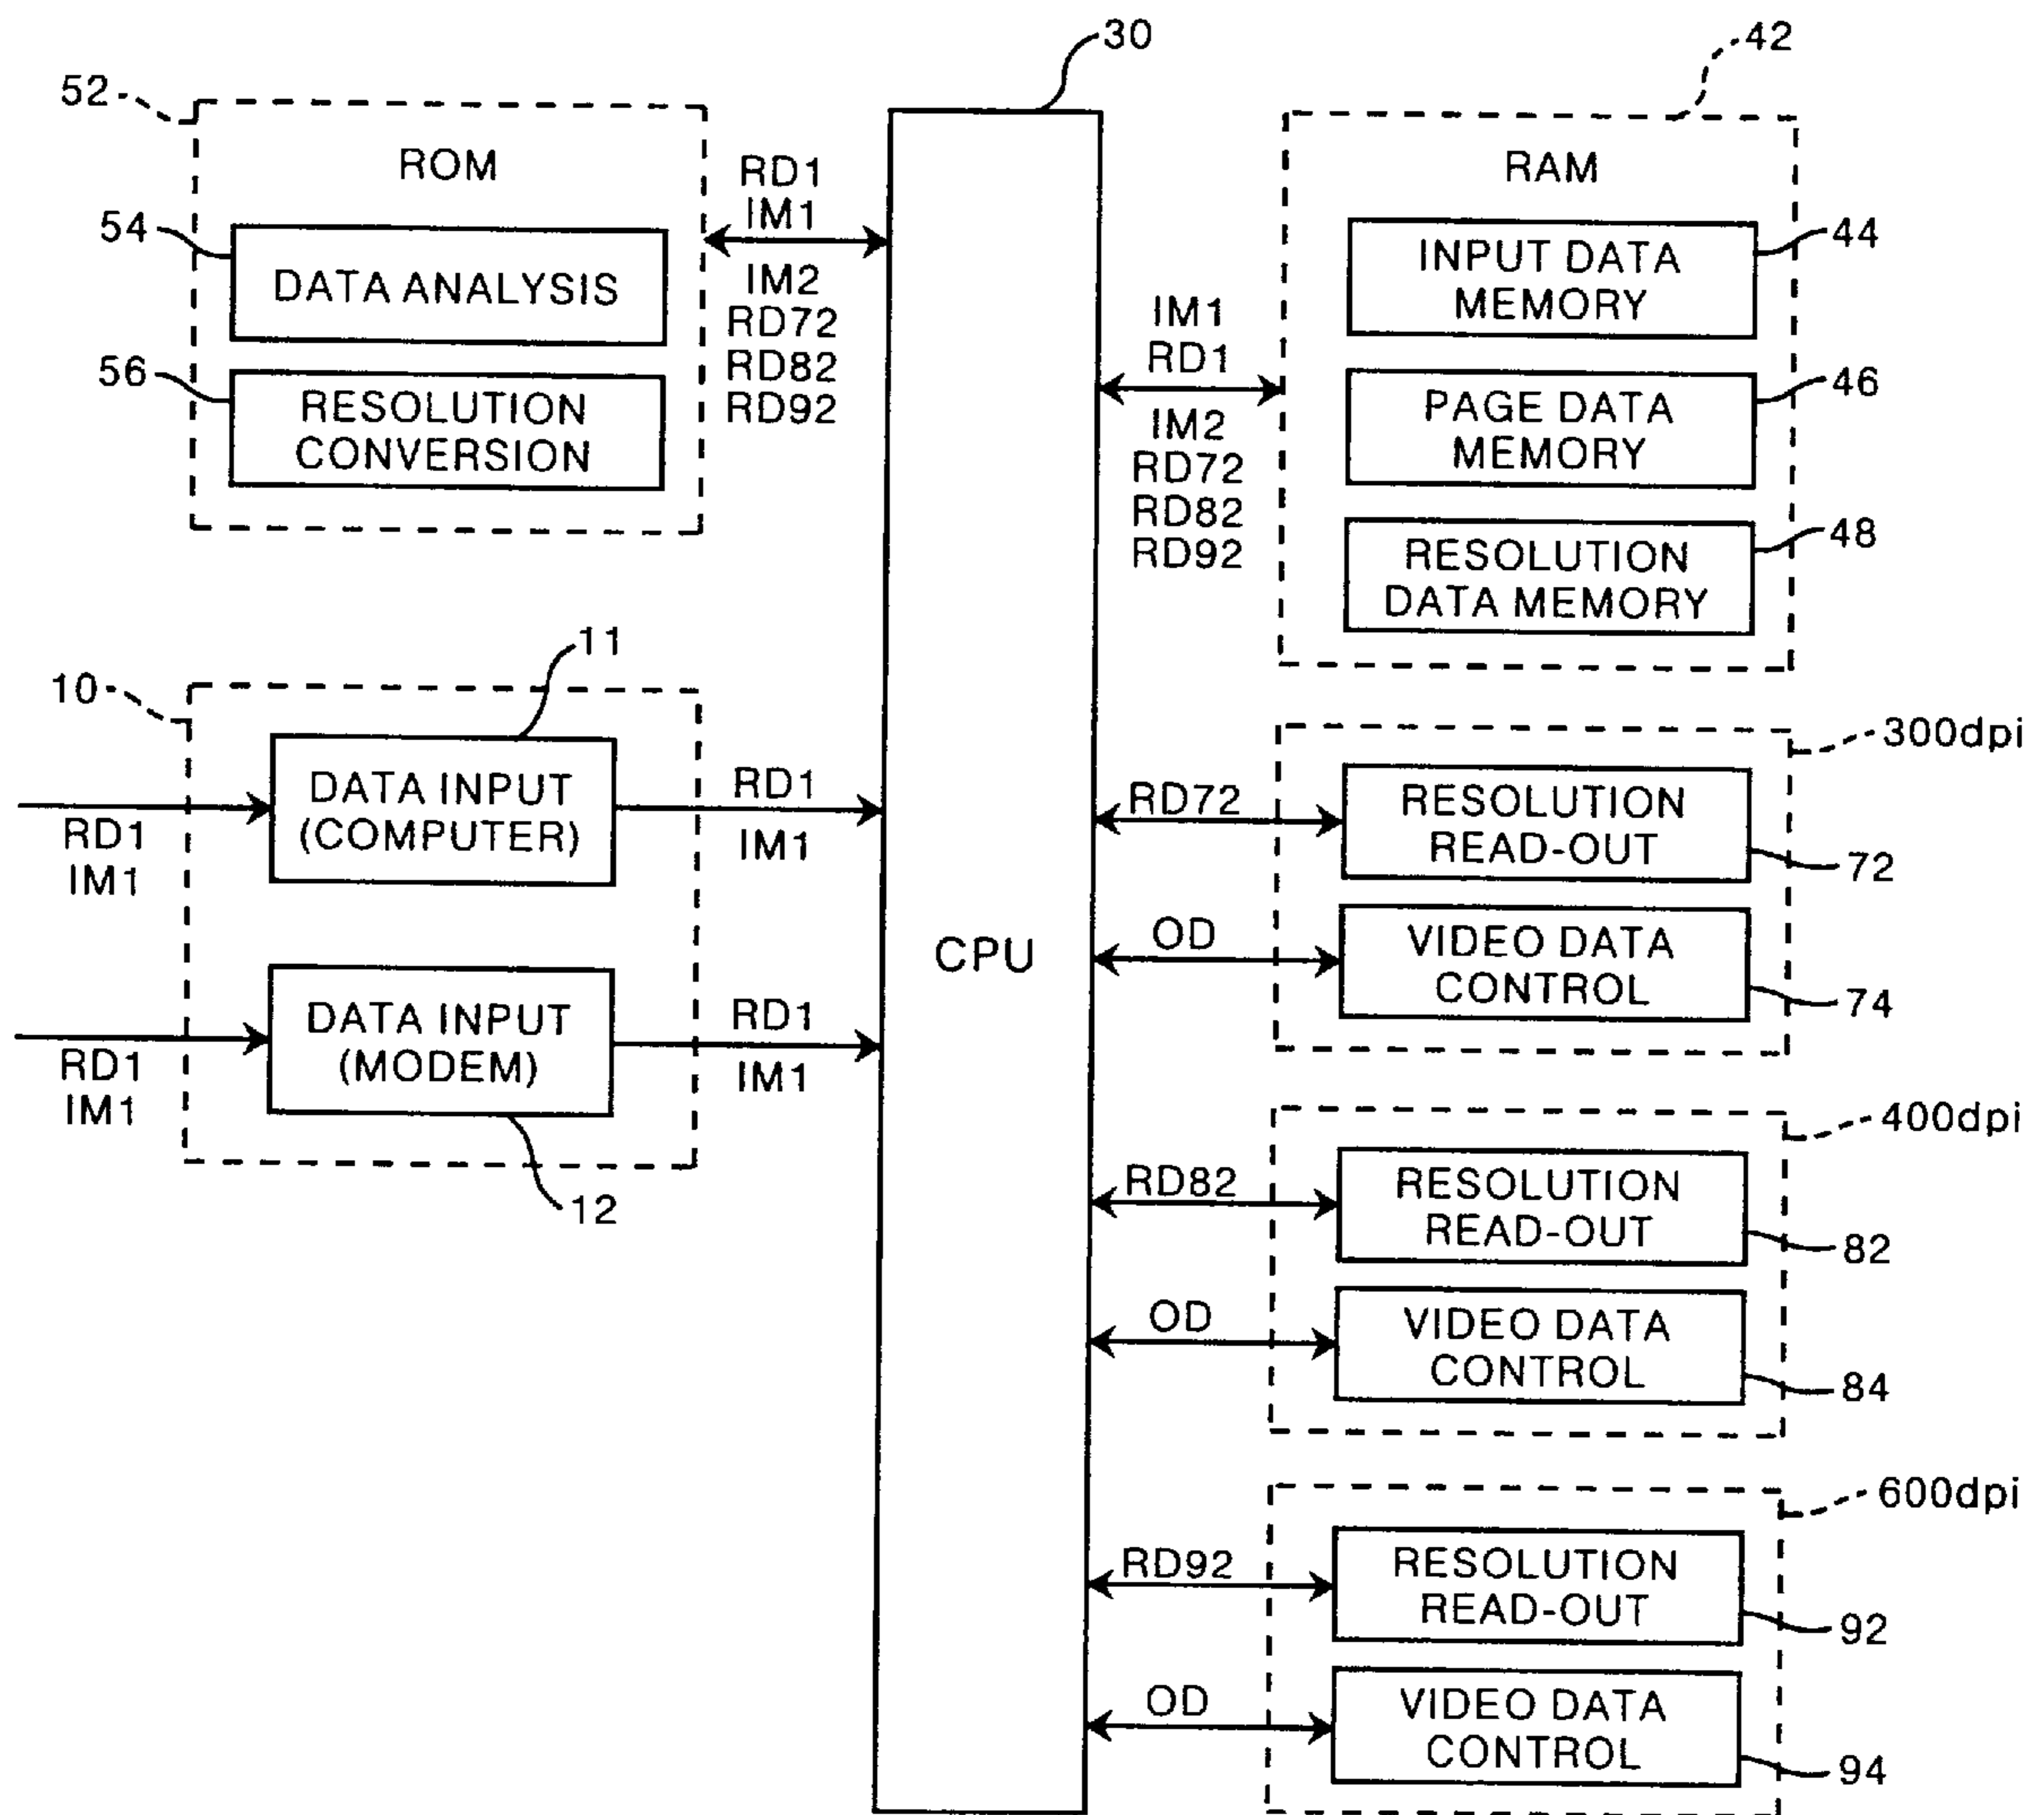 30
42
52
ROM
RD1
IM1
IM2
RD72
RD82
RD92
54
DATA ANALYSIS
56
RESOLUTION
CONVERSION
RAM
INPUT DATA
MEMORY
44
PAGE DATA
MEMORY
46
RESOLUTION
DATA MEMORY
48
IM1
RD1
IM2
RD72
RD82
RD92
10
11
DATA INPUT
(COMPUTER)
RD1
IM1
RD1
IM1
DATA INPUT
(MODEM)
12
RD1
IM1
RD1
IM1
CPU
300dpi
RD72
RESOLUTION
READ-OUT
72
OD
VIDEO DATA
CONTROL
74
400dpi
RD82
RESOLUTION
READ-OUT
82
OD
VIDEO DATA
CONTROL
84
600dpi
RD92
RESOLUTION
READ-OUT
92
OD
VIDEO DATA
CONTROL
94